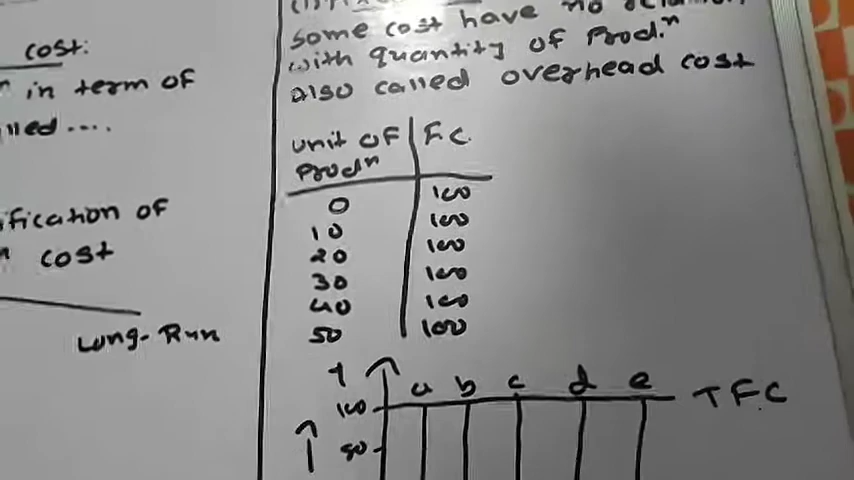 cost:
in term of
lled ....
ification of
cost
Long-Run
some cost have no
with quantity of Prod.ⁿ
also called overhead cost
unit of Prodⁿ | F.C.
0 100
10 100
20 100
30 100
40 100
50 100
Y
a b c d e TFC
100
50